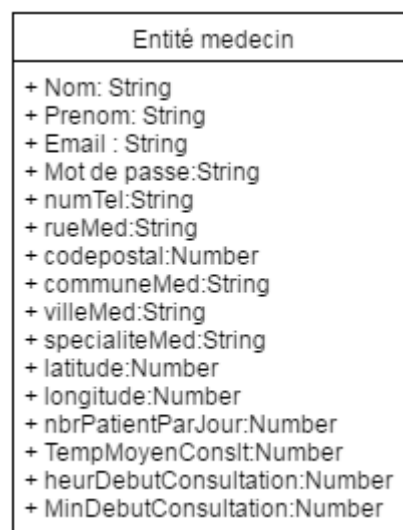 Entité medecin
+ Nom: String
+ Prenom: String
+ Email : String
+ Mot de passe:String
+ numTel:String
+ rueMed:String
+ codepostal:Number
+ communeMed:String
+ villeMed:String
+ specialiteMed:String
+ latitude:Number
+ longitude:Number
+ nbrPatientParJour:Number
+ TempMoyenConslt:Number
+ heurDebutConsultation:Number
+ MinDebutConsultation:Number